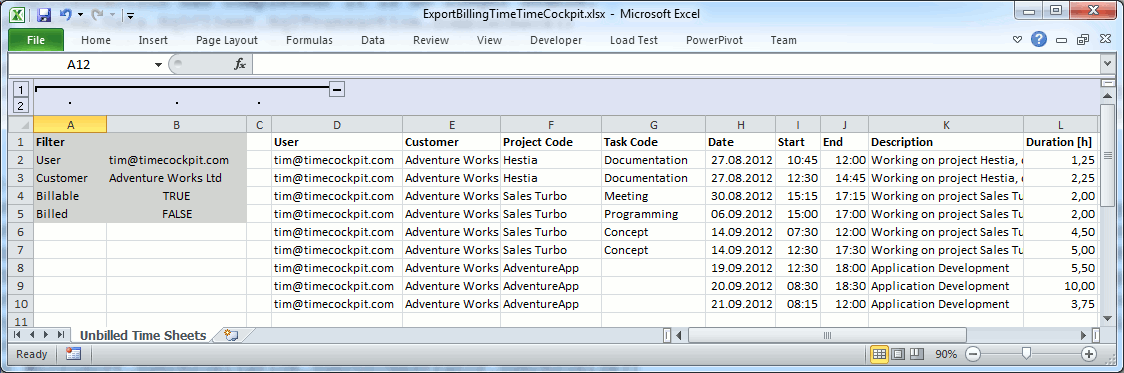 ExportBillingTimeTimeCockpit.xlsx - Microsoft Excel
File Home Insert Page Layout Formulas Data Review View Developer Load Test PowerPivot Team
A12 fx
1
2
A B C D E F G H I J K L
1 Filter User Customer Project Code Task Code Date Start End Description Duration [h]
2 User tim@timecockpit.com tim@timecockpit.com Adventure Works Hestia Documentation 27.08.2012 10:45 12:00 Working on project Hestia, 1,25
3 Customer Adventure Works Ltd tim@timecockpit.com Adventure Works Hestia Documentation 27.08.2012 12:30 14:45 Working on project Hestia, 2,25
4 Billable TRUE tim@timecockpit.com Adventure Works Sales Turbo Meeting 30.08.2012 15:15 17:15 Working on project Sales Tu 2,00
5 Billed FALSE tim@timecockpit.com Adventure Works Sales Turbo Programming 06.09.2012 15:00 17:00 Working on project Sales Tu 2,00
6 tim@timecockpit.com Adventure Works Sales Turbo Concept 14.09.2012 07:30 12:00 Working on project Sales Tu 4,50
7 tim@timecockpit.com Adventure Works Sales Turbo Concept 14.09.2012 12:30 17:30 Working on project Sales Tu 5,00
8 tim@timecockpit.com Adventure Works AdventureApp 19.09.2012 12:30 18:00 Application Development 5,50
9 tim@timecockpit.com Adventure Works AdventureApp 20.09.2012 08:30 18:30 Application Development 10,00
10 tim@timecockpit.com Adventure Works AdventureApp 21.09.2012 08:15 12:00 Application Development 3,75
11
Unbilled Time Sheets
Ready 90%